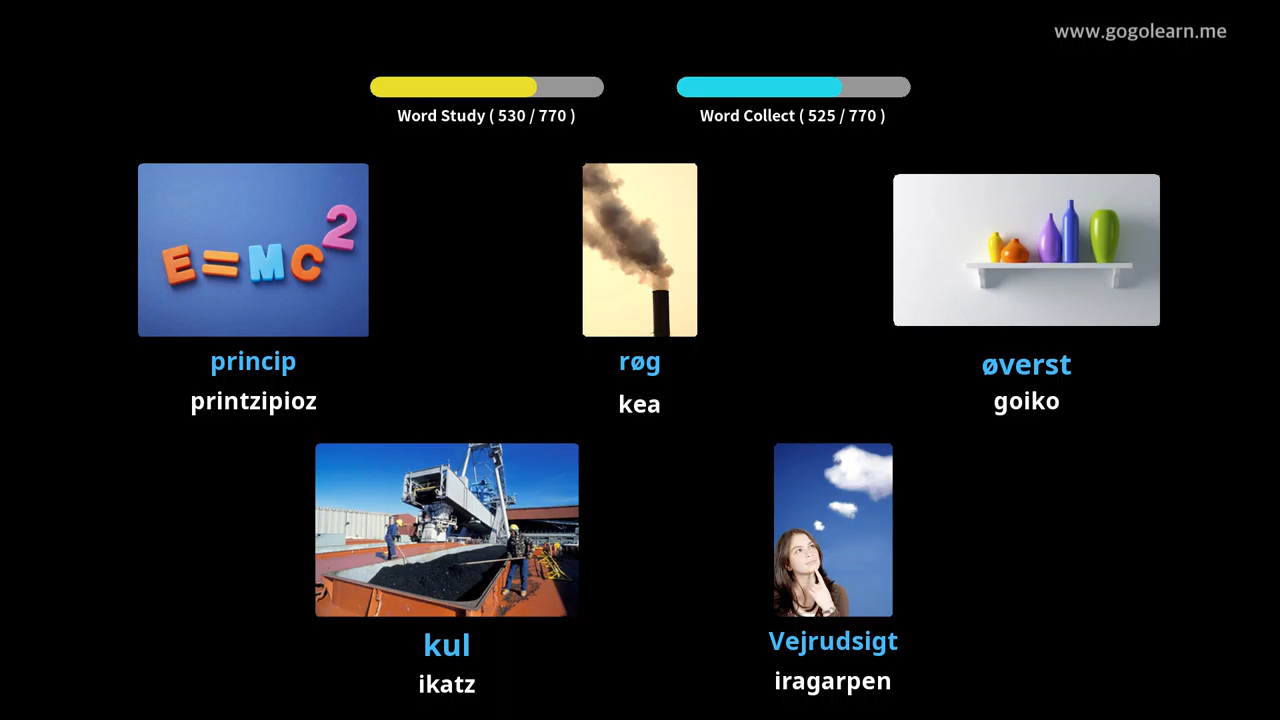 www.gogolearn.me
Word Study ( 530 / 770 )
Word Collect ( 525 / 770 )
E=MC2
princip
printzipioz
røg
kea
øverst
goiko
kul
ikatz
Vejrudsigt
iragarpen